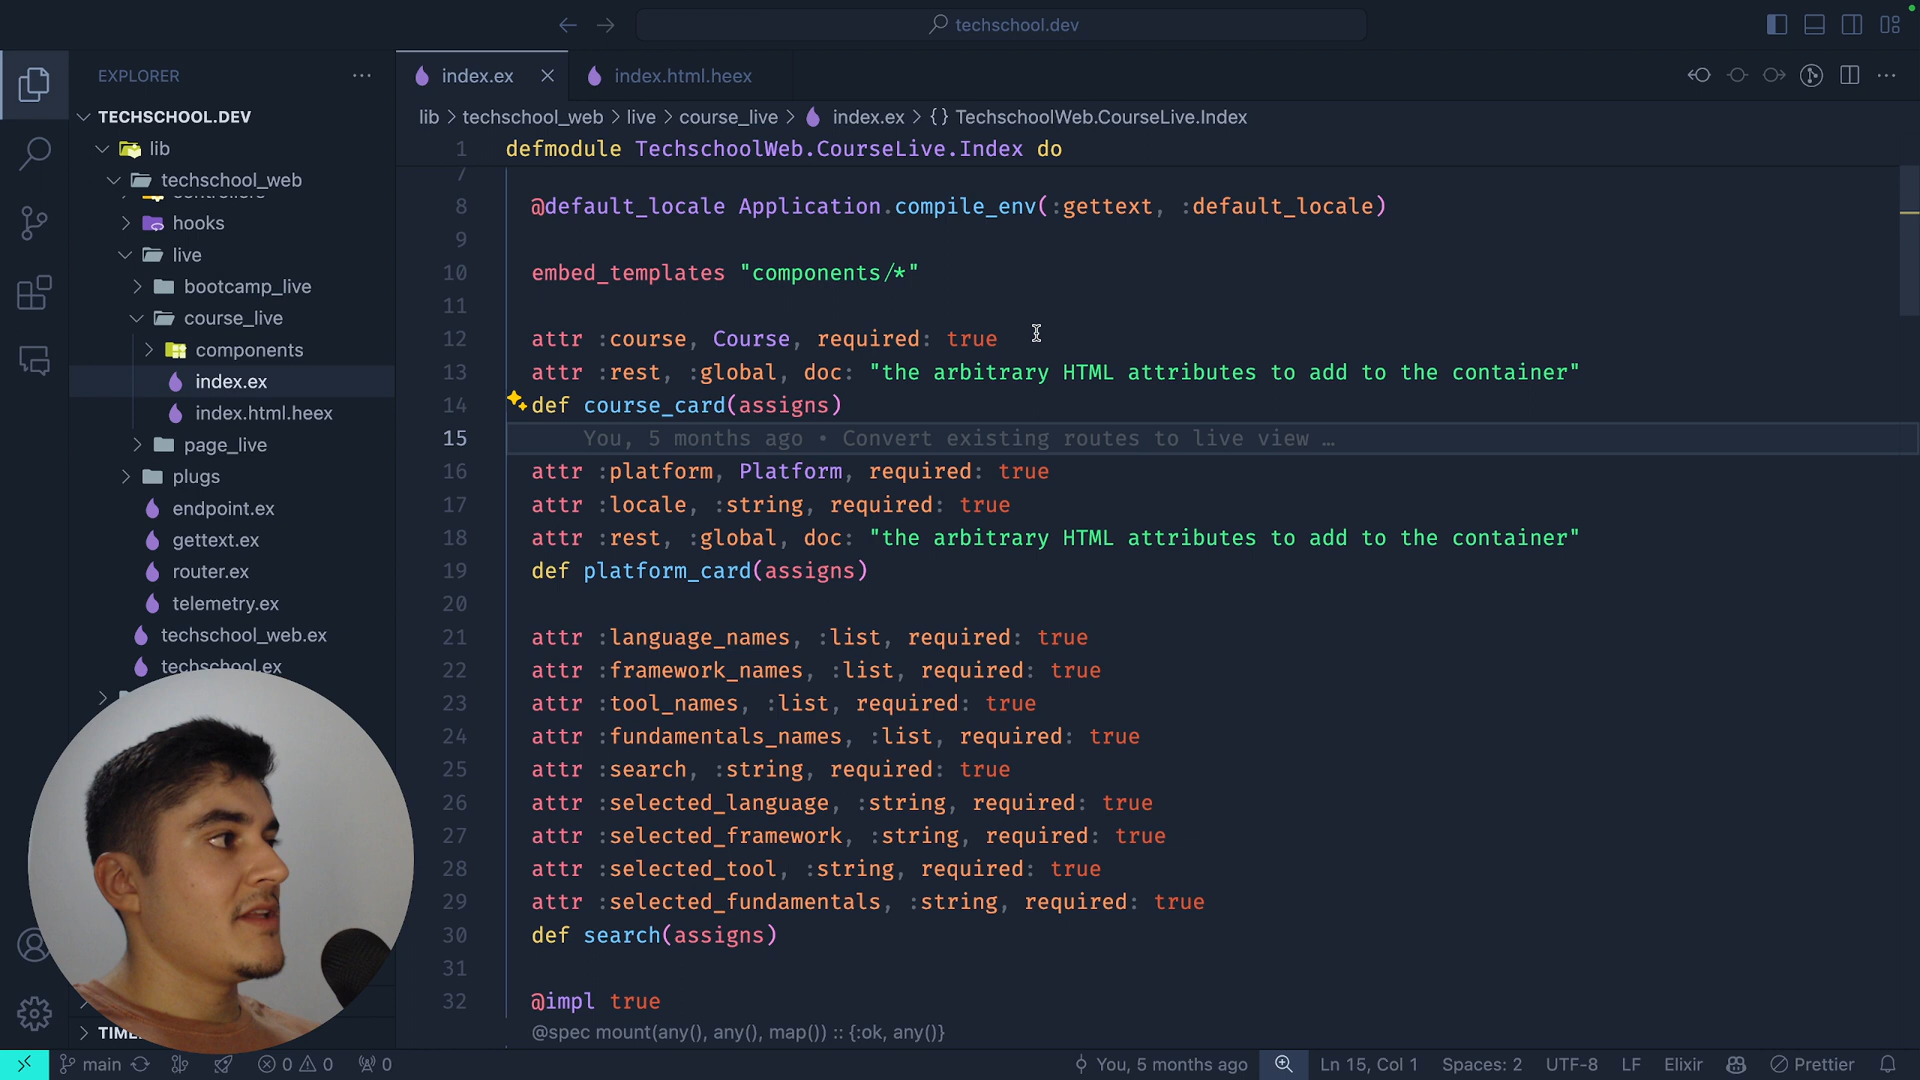 techschool.dev
EXPLORER
TECHSCHOOL.DEV
lib
techschool_web
hooks
live
bootcamp_live
course_live
components
index.ex
index.html.heex
page_live
plugs
endpoint.ex
gettext.ex
router.ex
telemetry.ex
techschool_web.ex
techschool.ex
index.ex
index.html.heex
lib > techschool_web > live > course_live > index.ex > {} TechschoolWeb.CourseLive.Index
1 defmodule TechschoolWeb.CourseLive.Index do
7
8 @default_locale Application.compile_env(:gettext, :default_locale)
9
10 embed_templates "components/*"
11
12 attr :course, Course, required: true
13 attr :rest, :global, doc: "the arbitrary HTML attributes to add to the container"
14 def course_card(assigns)
15 You, 5 months ago • Convert existing routes to live view …
16 attr :platform, Platform, required: true
17 attr :locale, :string, required: true
18 attr :rest, :global, doc: "the arbitrary HTML attributes to add to the container"
19 def platform_card(assigns)
20
21 attr :language_names, :list, required: true
22 attr :framework_names, :list, required: true
23 attr :tool_names, :list, required: true
24 attr :fundamentals_names, :list, required: true
25 attr :search, :string, required: true
26 attr :selected_language, :string, required: true
27 attr :selected_framework, :string, required: true
28 attr :selected_tool, :string, required: true
29 attr :selected_fundamentals, :string, required: true
30 def search(assigns)
31
32 @impl true
@spec mount(any(), any(), map()) :: {:ok, any()}
main 0 0 0 You, 5 months ago Ln 15, Col 1 Spaces: 2 UTF-8 LF Elixir Prettier